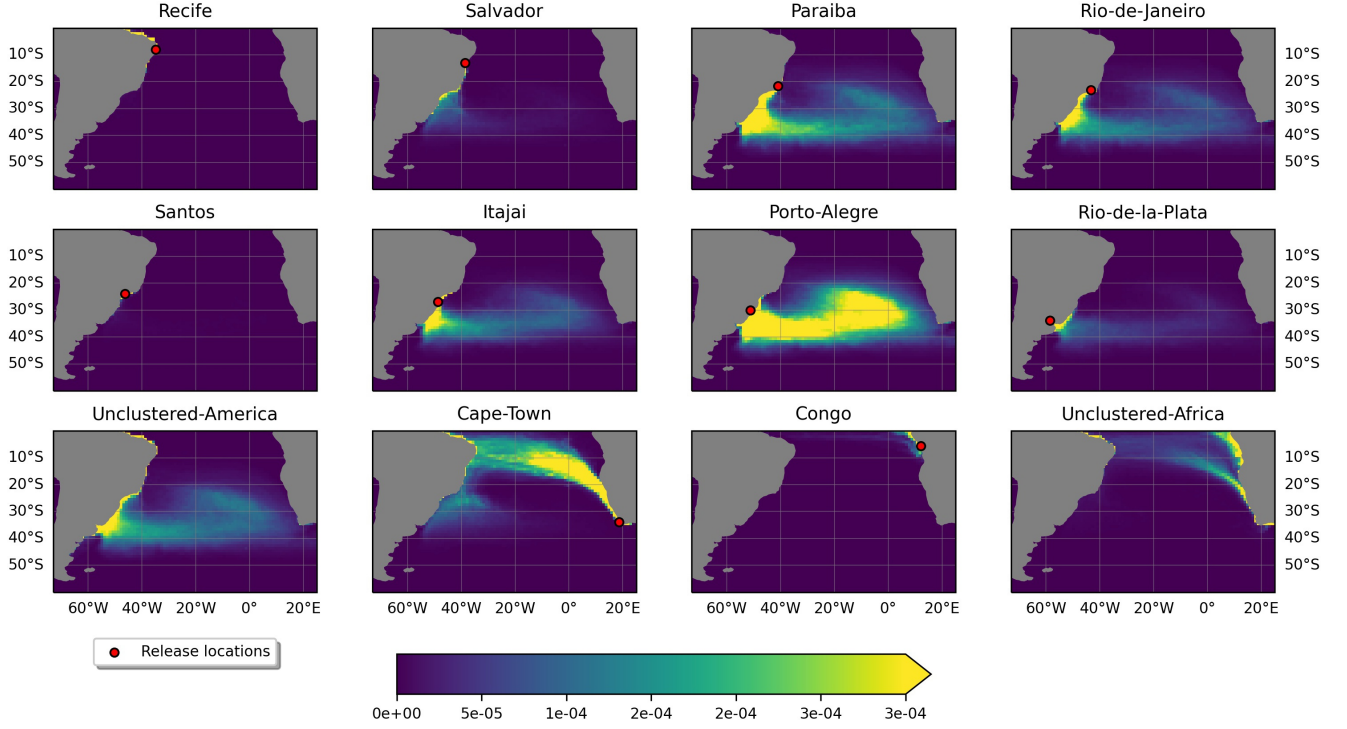 Recife Salvador Paraiba Rio-de-Janeiro
10°S 10°S
20°S 20°S
30°S 30°S
40°S 40°S
50°S 50°S
Santos Itajai Porto-Alegre Rio-de-la-Plata
10°S 10°S
20°S 20°S
30°S 30°S
40°S 40°S
50°S 50°S
Unclustered-America Cape-Town Congo Unclustered-Africa
10°S 10°S
20°S 20°S
30°S 30°S
40°S 40°S
50°S 50°S
60°W 40°W 20°W 0° 20°E 60°W 40°W 20°W 0° 20°E 60°W 40°W 20°W 0° 20°E 60°W 40°W 20°W 0° 20°E
Release locations
0e+00 5e-05 1e-04 2e-04 2e-04 3e-04 3e-04